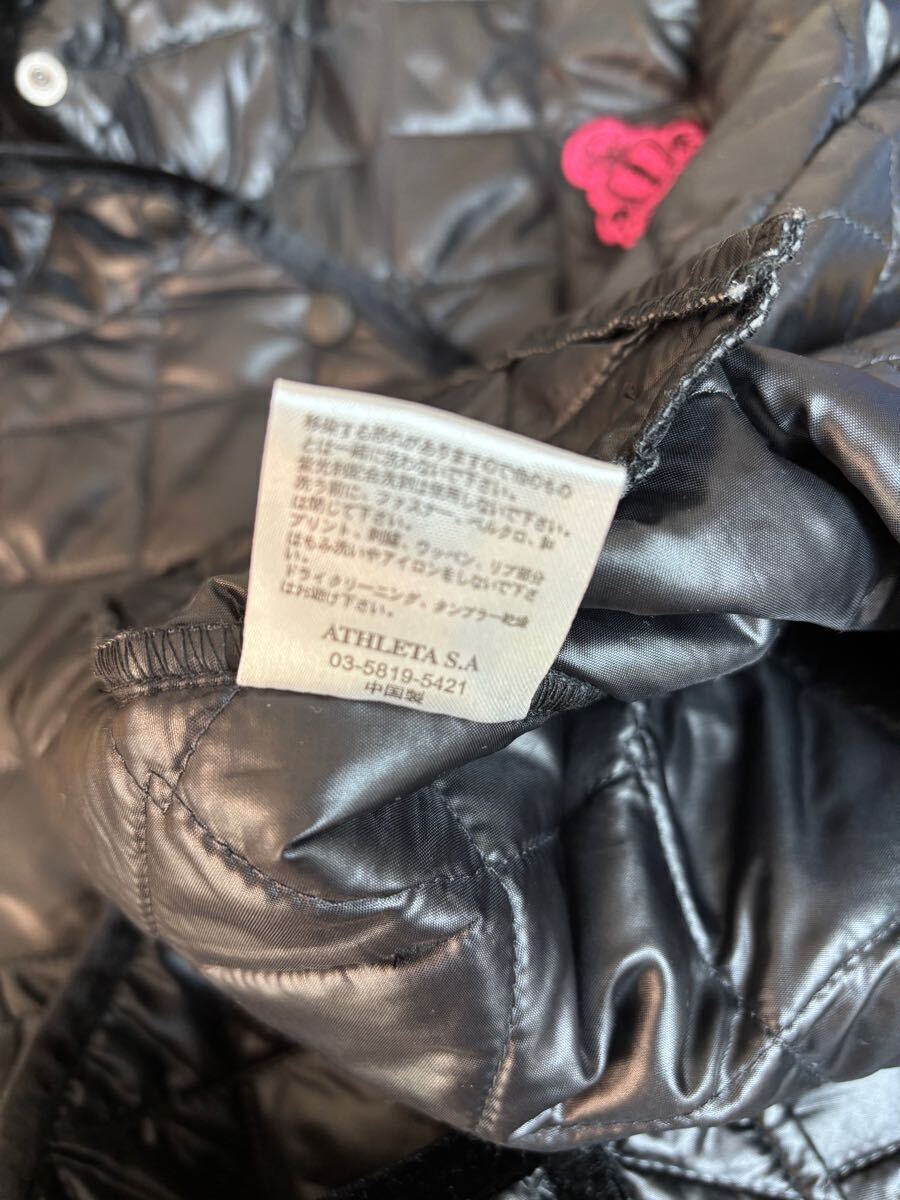 移染する恐れがありますので他のもの
とは一緒に洗わないで下さい。
蛍光剤配合洗剤は使用しないで下さい。
洗う前に、ファスナー、ベルクロ、釦
は閉じして下さい。
プリント、刺繍、ワッペン、リブ部分
はもみ洗いやアイロンをしないで下さ
い。
ドライクリーニング、タンブラー乾燥
はお避け下さい。
ATHLETA S.A
03-5819-5421
中国製